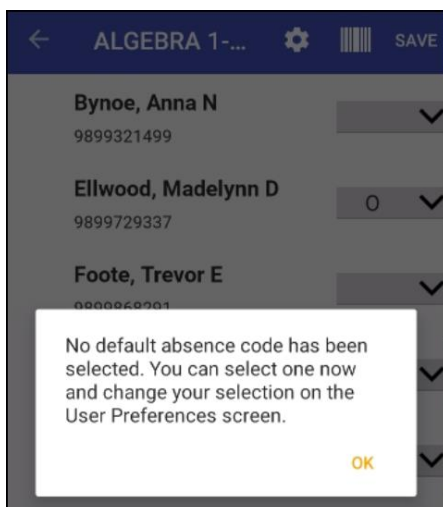 ← ALGEBRA 1-... SAVE
Bynoe, Anna N
9899321499
Ellwood, Madelynn D
9899729337
O
Foote, Trevor E
9899868291
No default absence code has been
selected. You can select one now
and change your selection on the
User Preferences screen.
OK